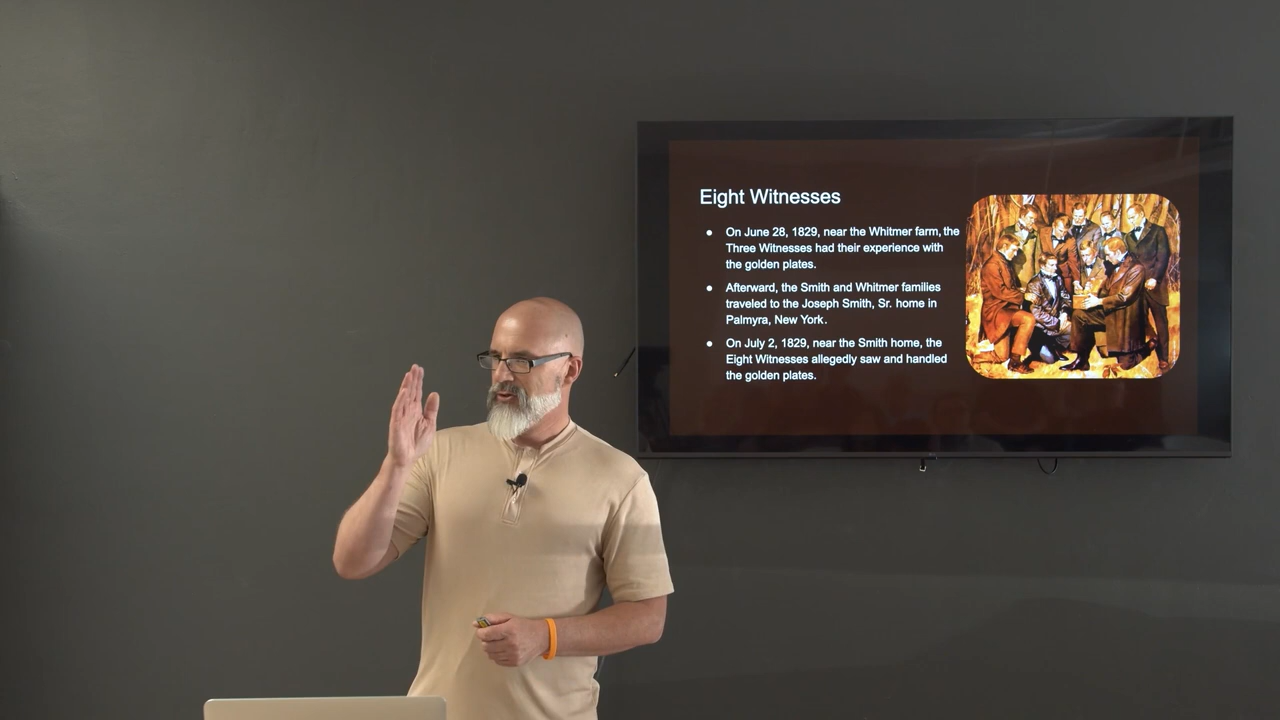 Eight Witnesses
● On June 28, 1829, near the Whitmer farm, the
Three Witnesses had their experience with
the golden plates.
● Afterward, the Smith and Whitmer families
traveled to the Joseph Smith, Sr. home in
Palmyra, New York.
● On July 2, 1829, near the Smith home, the
Eight Witnesses allegedly saw and handled
the golden plates.